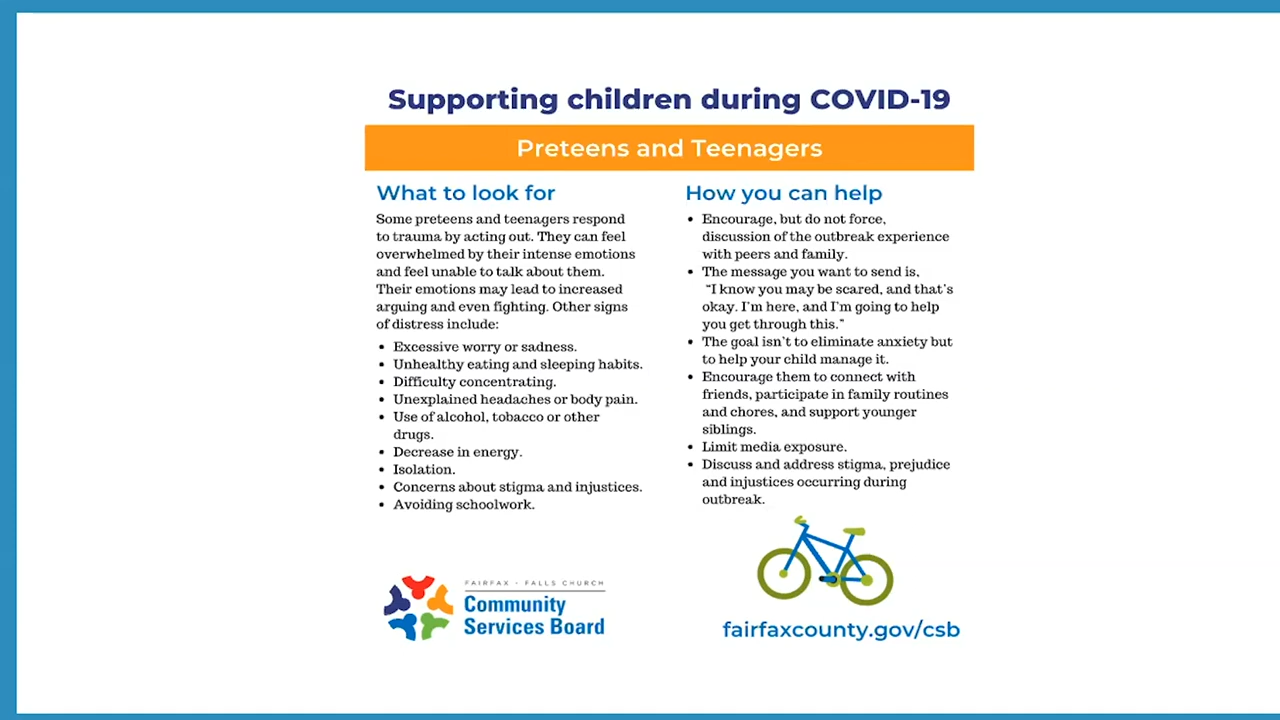 Supporting children during COVID-19
Preteens and Teenagers
What to look for
Some preteens and teenagers respond
to trauma by acting out. They can feel
overwhelmed by their intense emotions
and feel unable to talk about them.
Their emotions may lead to increased
arguing and even fighting. Other signs
of distress include:
• Excessive worry or sadness.
• Unhealthy eating and sleeping habits.
• Difficulty concentrating.
• Unexplained headaches or body pain.
• Use of alcohol, tobacco or other
drugs.
• Decrease in energy.
• Isolation.
• Concerns about stigma and injustices.
• Avoiding schoolwork.
How you can help
• Encourage, but do not force,
discussion of the outbreak experience
with peers and family.
• The message you want to send is,
“I know you may be scared, and that’s
okay. I’m here, and I’m going to help
you get through this.”
• The goal isn’t to eliminate anxiety but
to help your child manage it.
• Encourage them to connect with
friends, participate in family routines
and chores, and support younger
siblings.
• Limit media exposure.
• Discuss and address stigma, prejudice
and injustices occurring during
outbreak.
FAIRFAX - FALLS CHURCH
Community
Services Board
fairfaxcounty.gov/csb